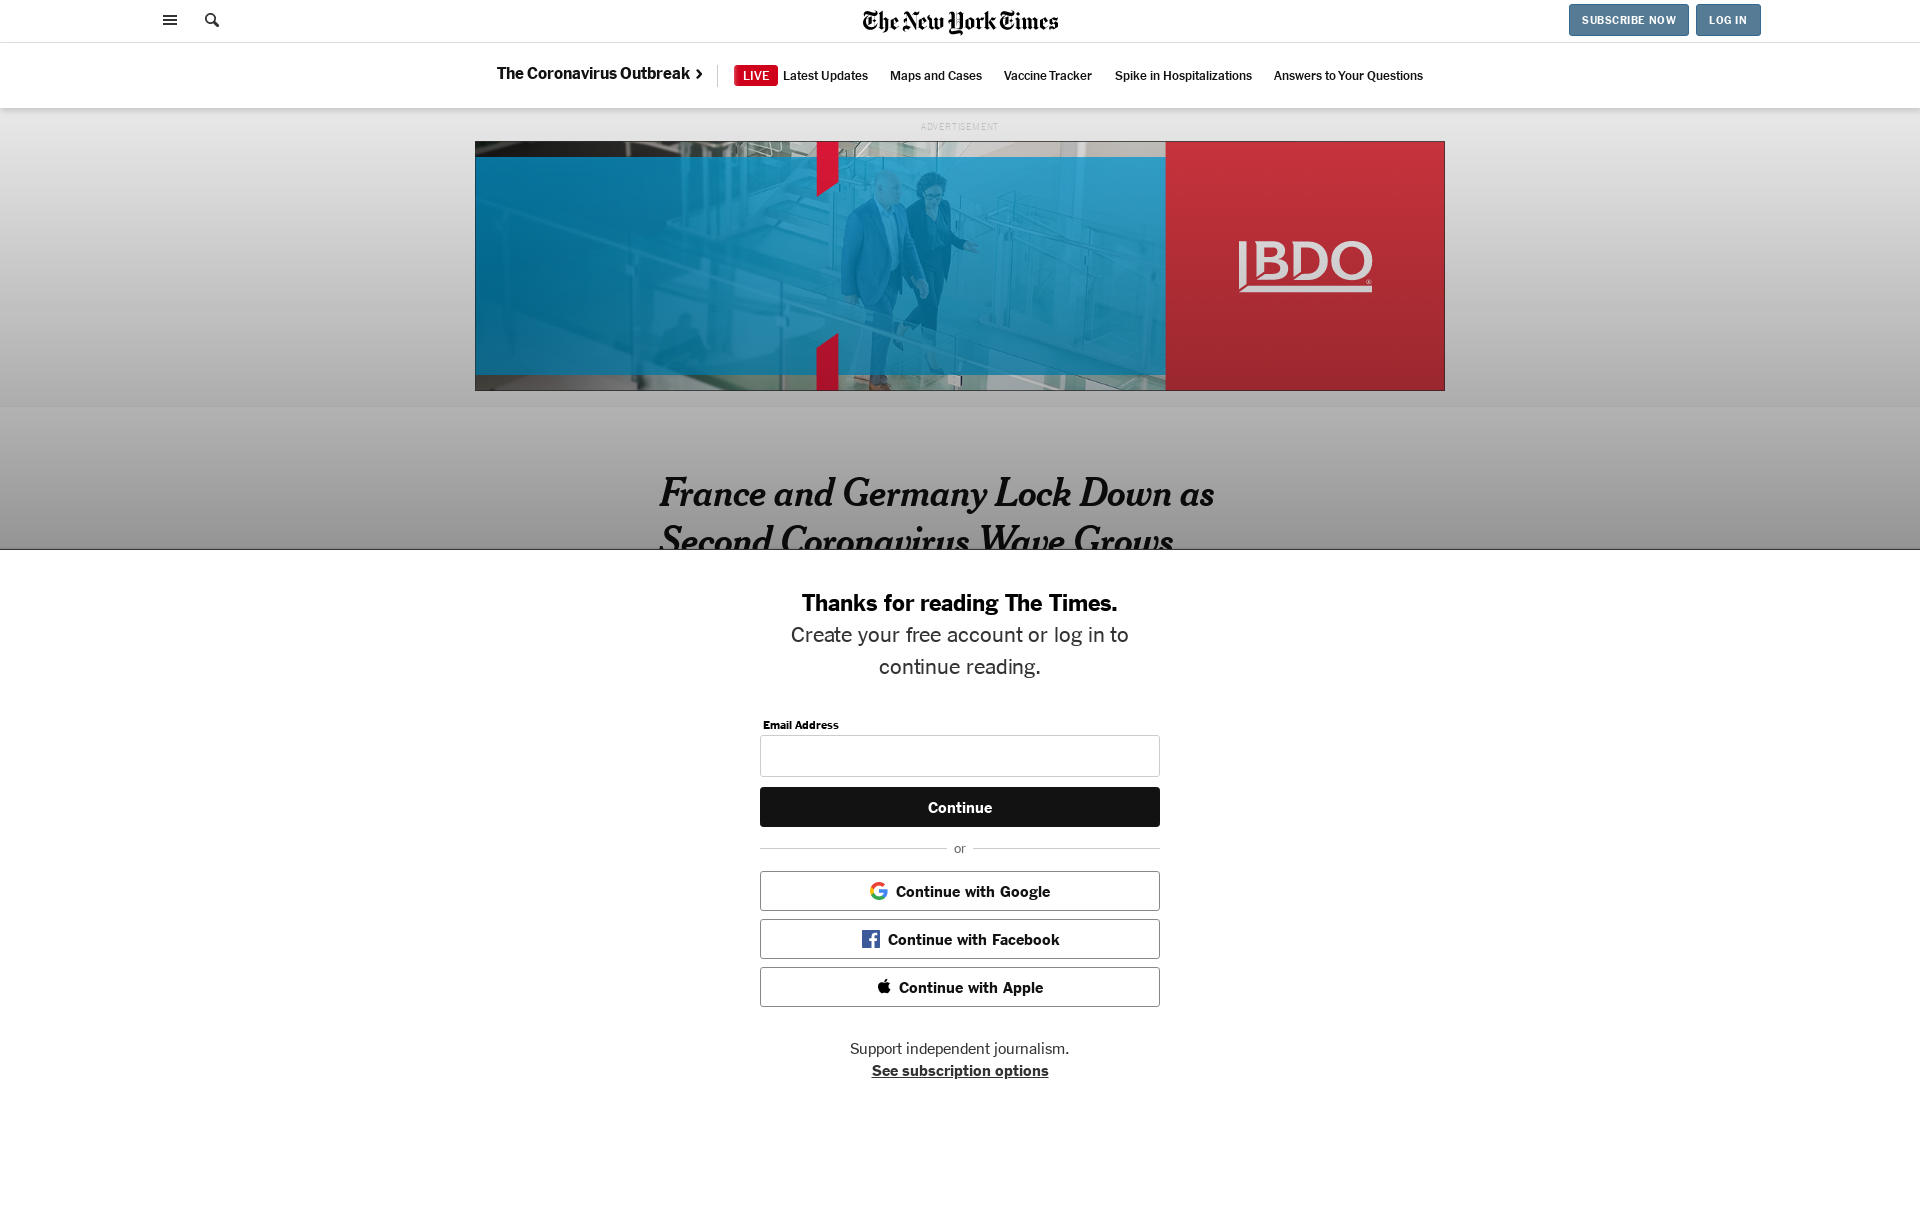 The New York Times
SUBSCRIBE NOW
LOG IN
The Coronavirus Outbreak
LIVE Latest Updates
Maps and Cases
Vaccine Tracker
Spike in Hospitalizations
Answers to Your Questions
ADVERTISEMENT
BDO
France and Germany Lock Down as
Second Coronavirus Wave Grows
Thanks for reading The Times.
Create your free account or log in to
continue reading.
Email Address
Continue
or
Continue with Google
Continue with Facebook
Continue with Apple
Support independent journalism.
See subscription options